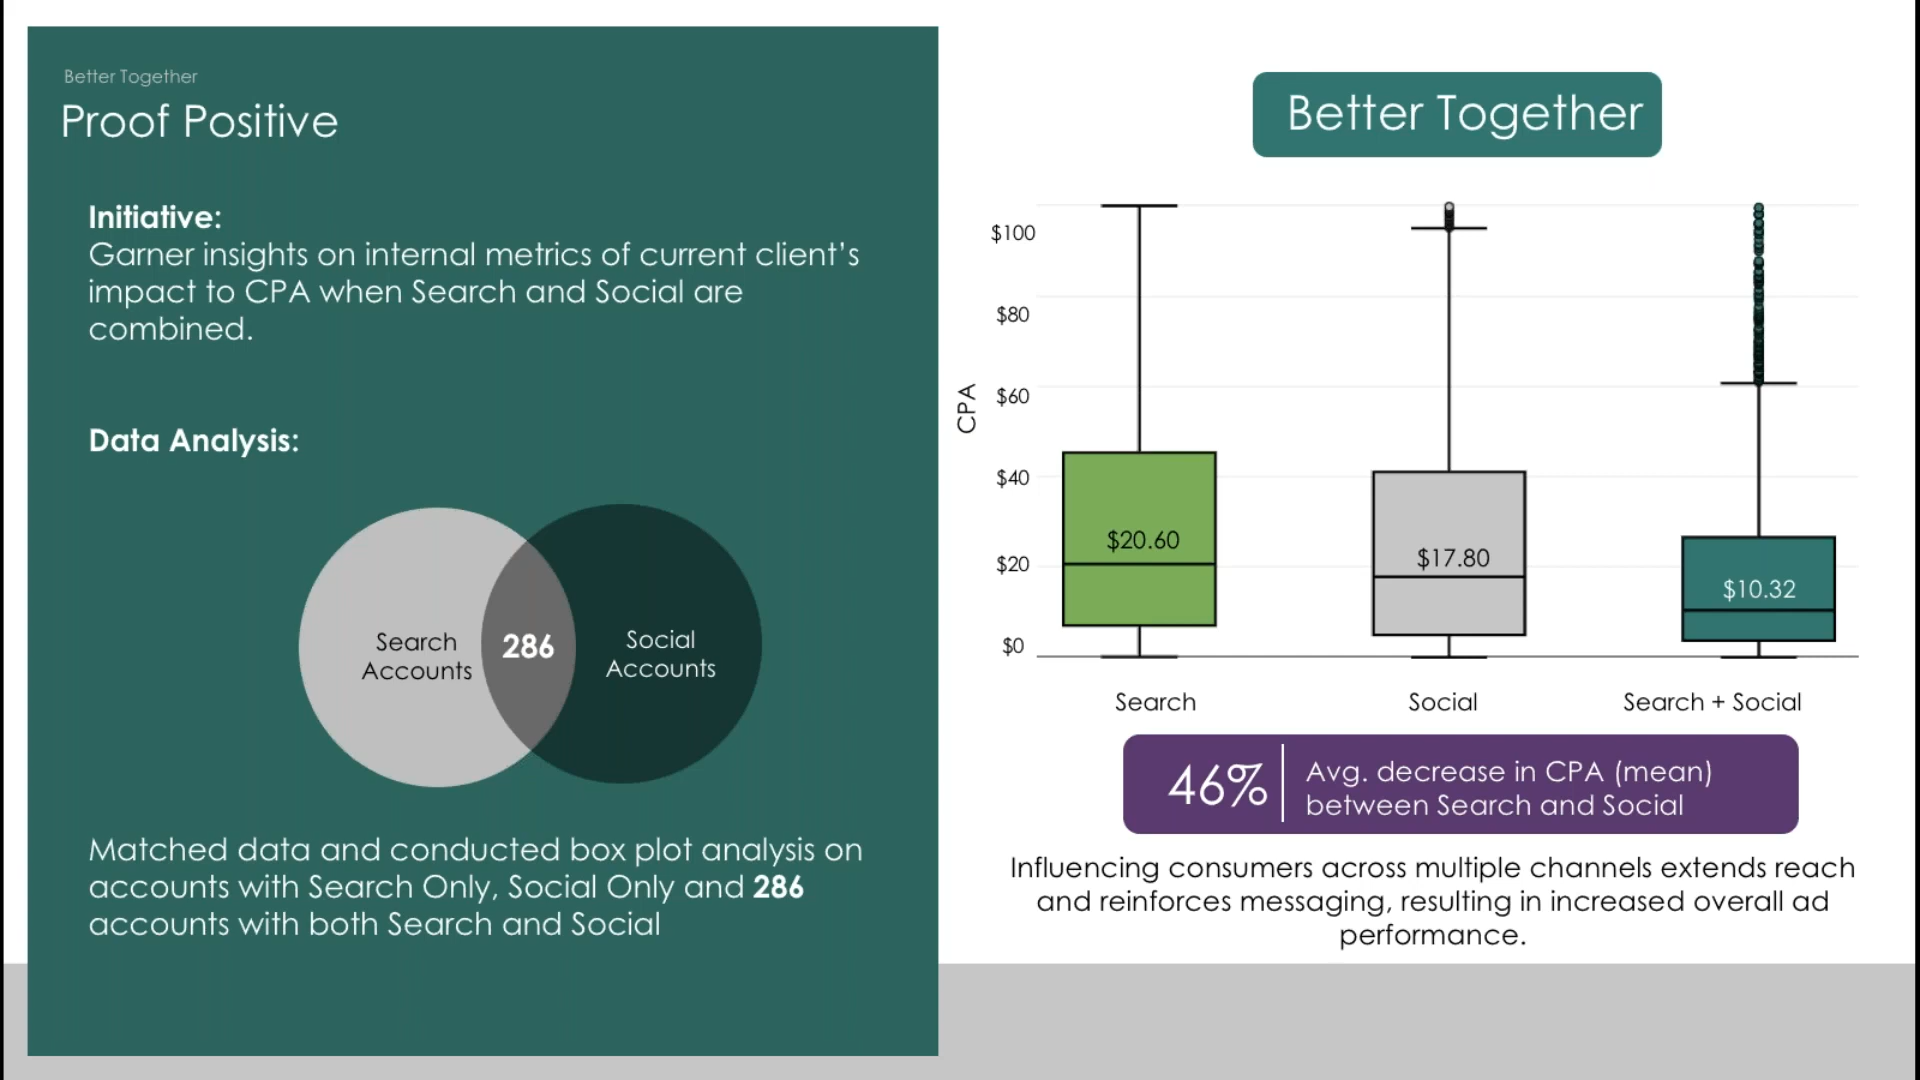 Better Together
Proof Positive
Initiative:
Garner insights on internal metrics of current client’s
impact to CPA when Search and Social are
combined.
Data Analysis:
Search
Accounts
286
Social
Accounts
Matched data and conducted box plot analysis on
accounts with Search Only, Social Only and 286
accounts with both Search and Social
Better Together
CPA
$100
$80
$60
$40
$20
$0
$20.60
$17.80
$10.32
Search
Social
Search + Social
46%
Avg. decrease in CPA (mean)
between Search and Social
Influencing consumers across multiple channels extends reach
and reinforces messaging, resulting in increased overall ad
performance.